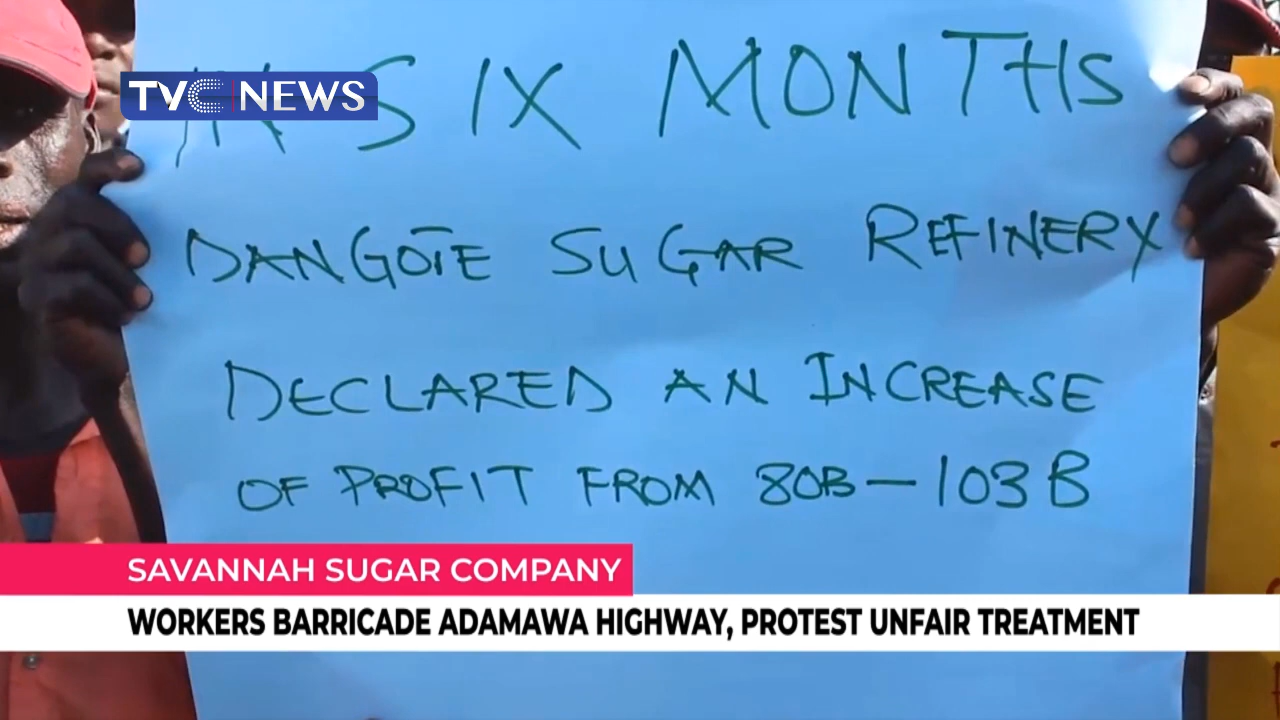 TVC NEWS
IN SIX MONTHS
DANGOTE SUGAR REFINERY
DECLARED AN INCREASE
OF PROFIT FROM 80B - 103B
SAVANNAH SUGAR COMPANY
WORKERS BARRICADE ADAMAWA HIGHWAY, PROTEST UNFAIR TREATMENT